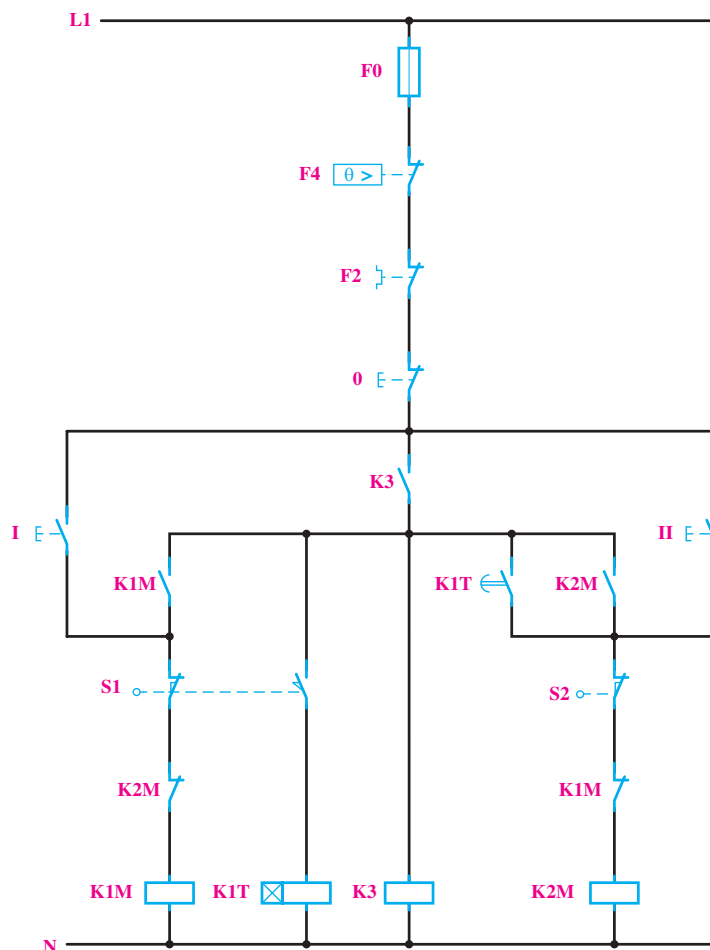 L1
F0
F4 θ >
F2
0
K3
I II
K1M K1T K2M
S1 S2
K2M K1M
K1M K1T K3 K2M
N